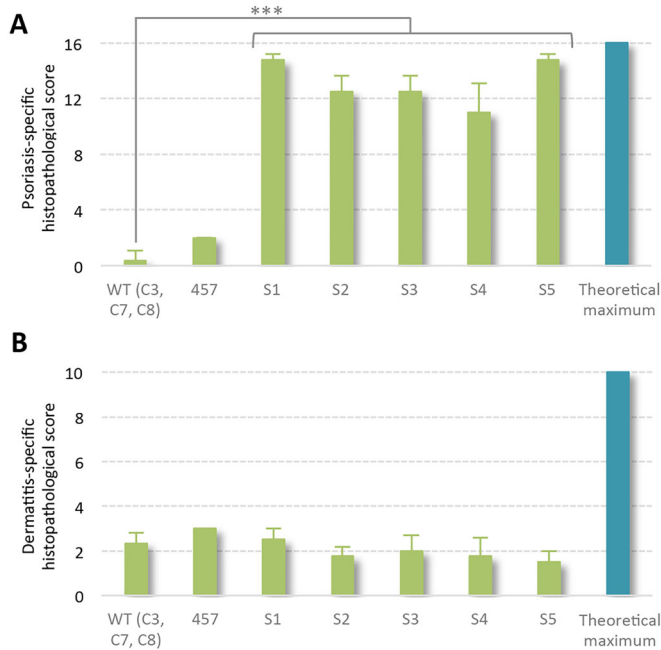 A
***
Psoriasis-specific
histopathological score
16
12
8
4
0
WT (C3,
C7, C8)
457
S1
S2
S3
S4
S5
Theoretical
maximum
B
Dermatitis-specific
histopathological score
10
8
6
4
2
0
WT (C3,
C7, C8)
457
S1
S2
S3
S4
S5
Theoretical
maximum